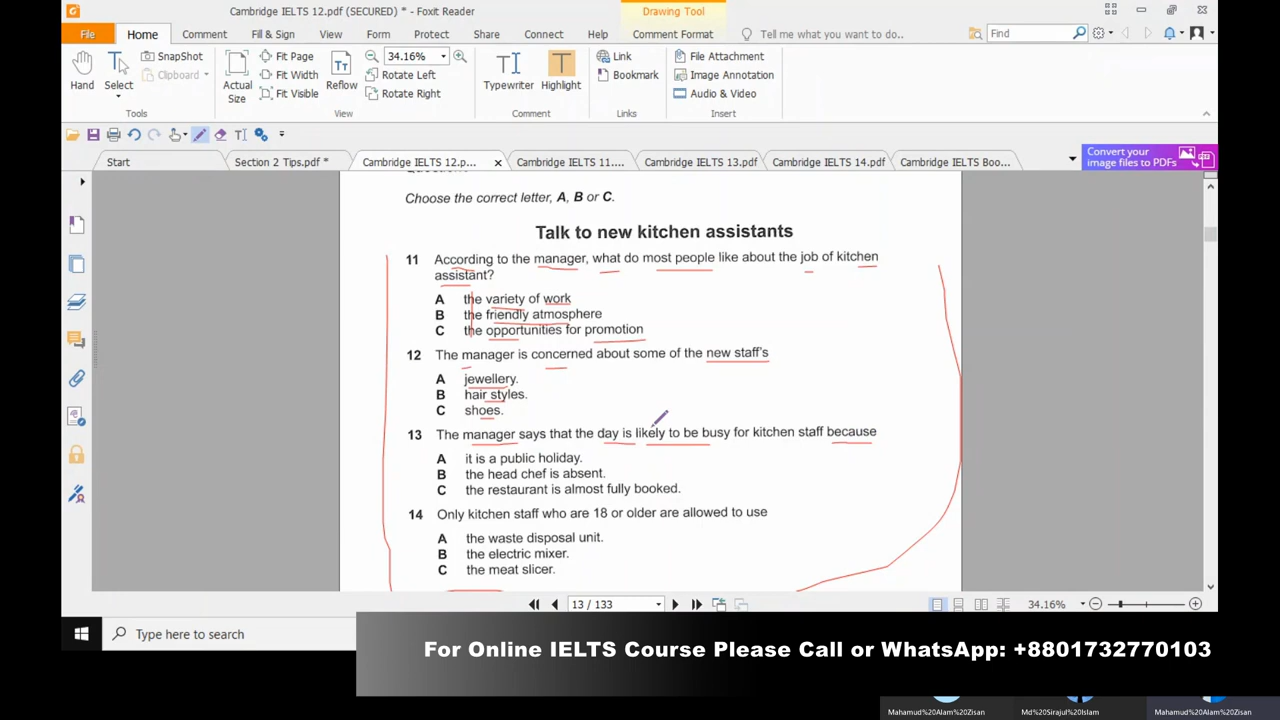 Cambridge IELTS 12.pdf (SECURED) * - Foxit Reader
Drawing Tool
File Home Comment Fill & Sign View Form Protect Share Connect Help Comment Format Tell me what you want to do... Find
Hand
Select
SnapShot
Clipboard
Actual Size
Fit Page
Fit Width
Fit Visible
Reflow
34.16%
Rotate Left
Rotate Right
Typewriter
Highlight
Link
Bookmark
File Attachment
Image Annotation
Audio & Video
Tools View Comment Links Insert
Start Section 2 Tips.pdf * Cambridge IELTS 12.p... Cambridge IELTS 11.... Cambridge IELTS 13.pdf Cambridge IELTS 14.pdf Cambridge IELTS Boo...
Convert your
image files to PDFs
Choose the correct letter, A, B or C.
Talk to new kitchen assistants
11 According to the manager, what do most people like about the job of kitchen
assistant?
A the variety of work
B the friendly atmosphere
C the opportunities for promotion
12 The manager is concerned about some of the new staff's
A jewellery.
B hair styles.
C shoes.
13 The manager says that the day is likely to be busy for kitchen staff because
A it is a public holiday.
B the head chef is absent.
C the restaurant is almost fully booked.
14 Only kitchen staff who are 18 or older are allowed to use
A the waste disposal unit.
B the electric mixer.
C the meat slicer.
13 / 133
34.16%
Type here to search
For Online IELTS Course Please Call or WhatsApp: +8801732770103
Mahamud%20Alam%20Zisan Md%20Sirajul%20Islam Mahamud%20Alam%20Zisan